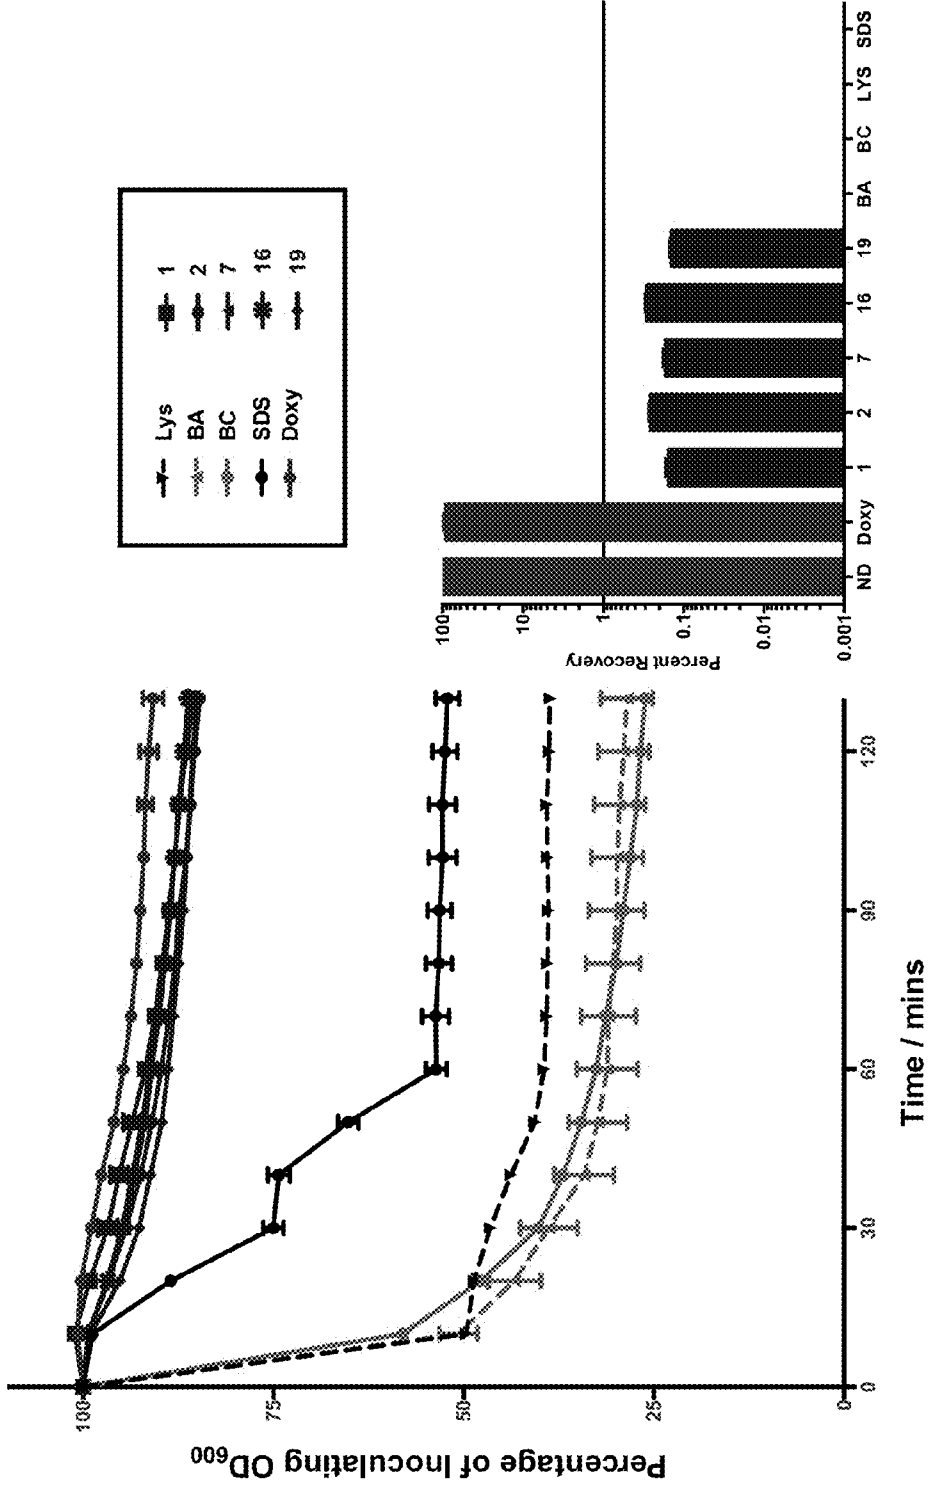 Percentage of Inoculating OD600
100
75
50
25
0
0
30
60
90
120
Time / mins
Lys
BA
BC
SDS
Doxy
1
2
7
16
19
Percent Recovery
100
10
1
0.1
0.01
0.001
ND Doxy 1 2 7 16 19 BA BC LYS SDS